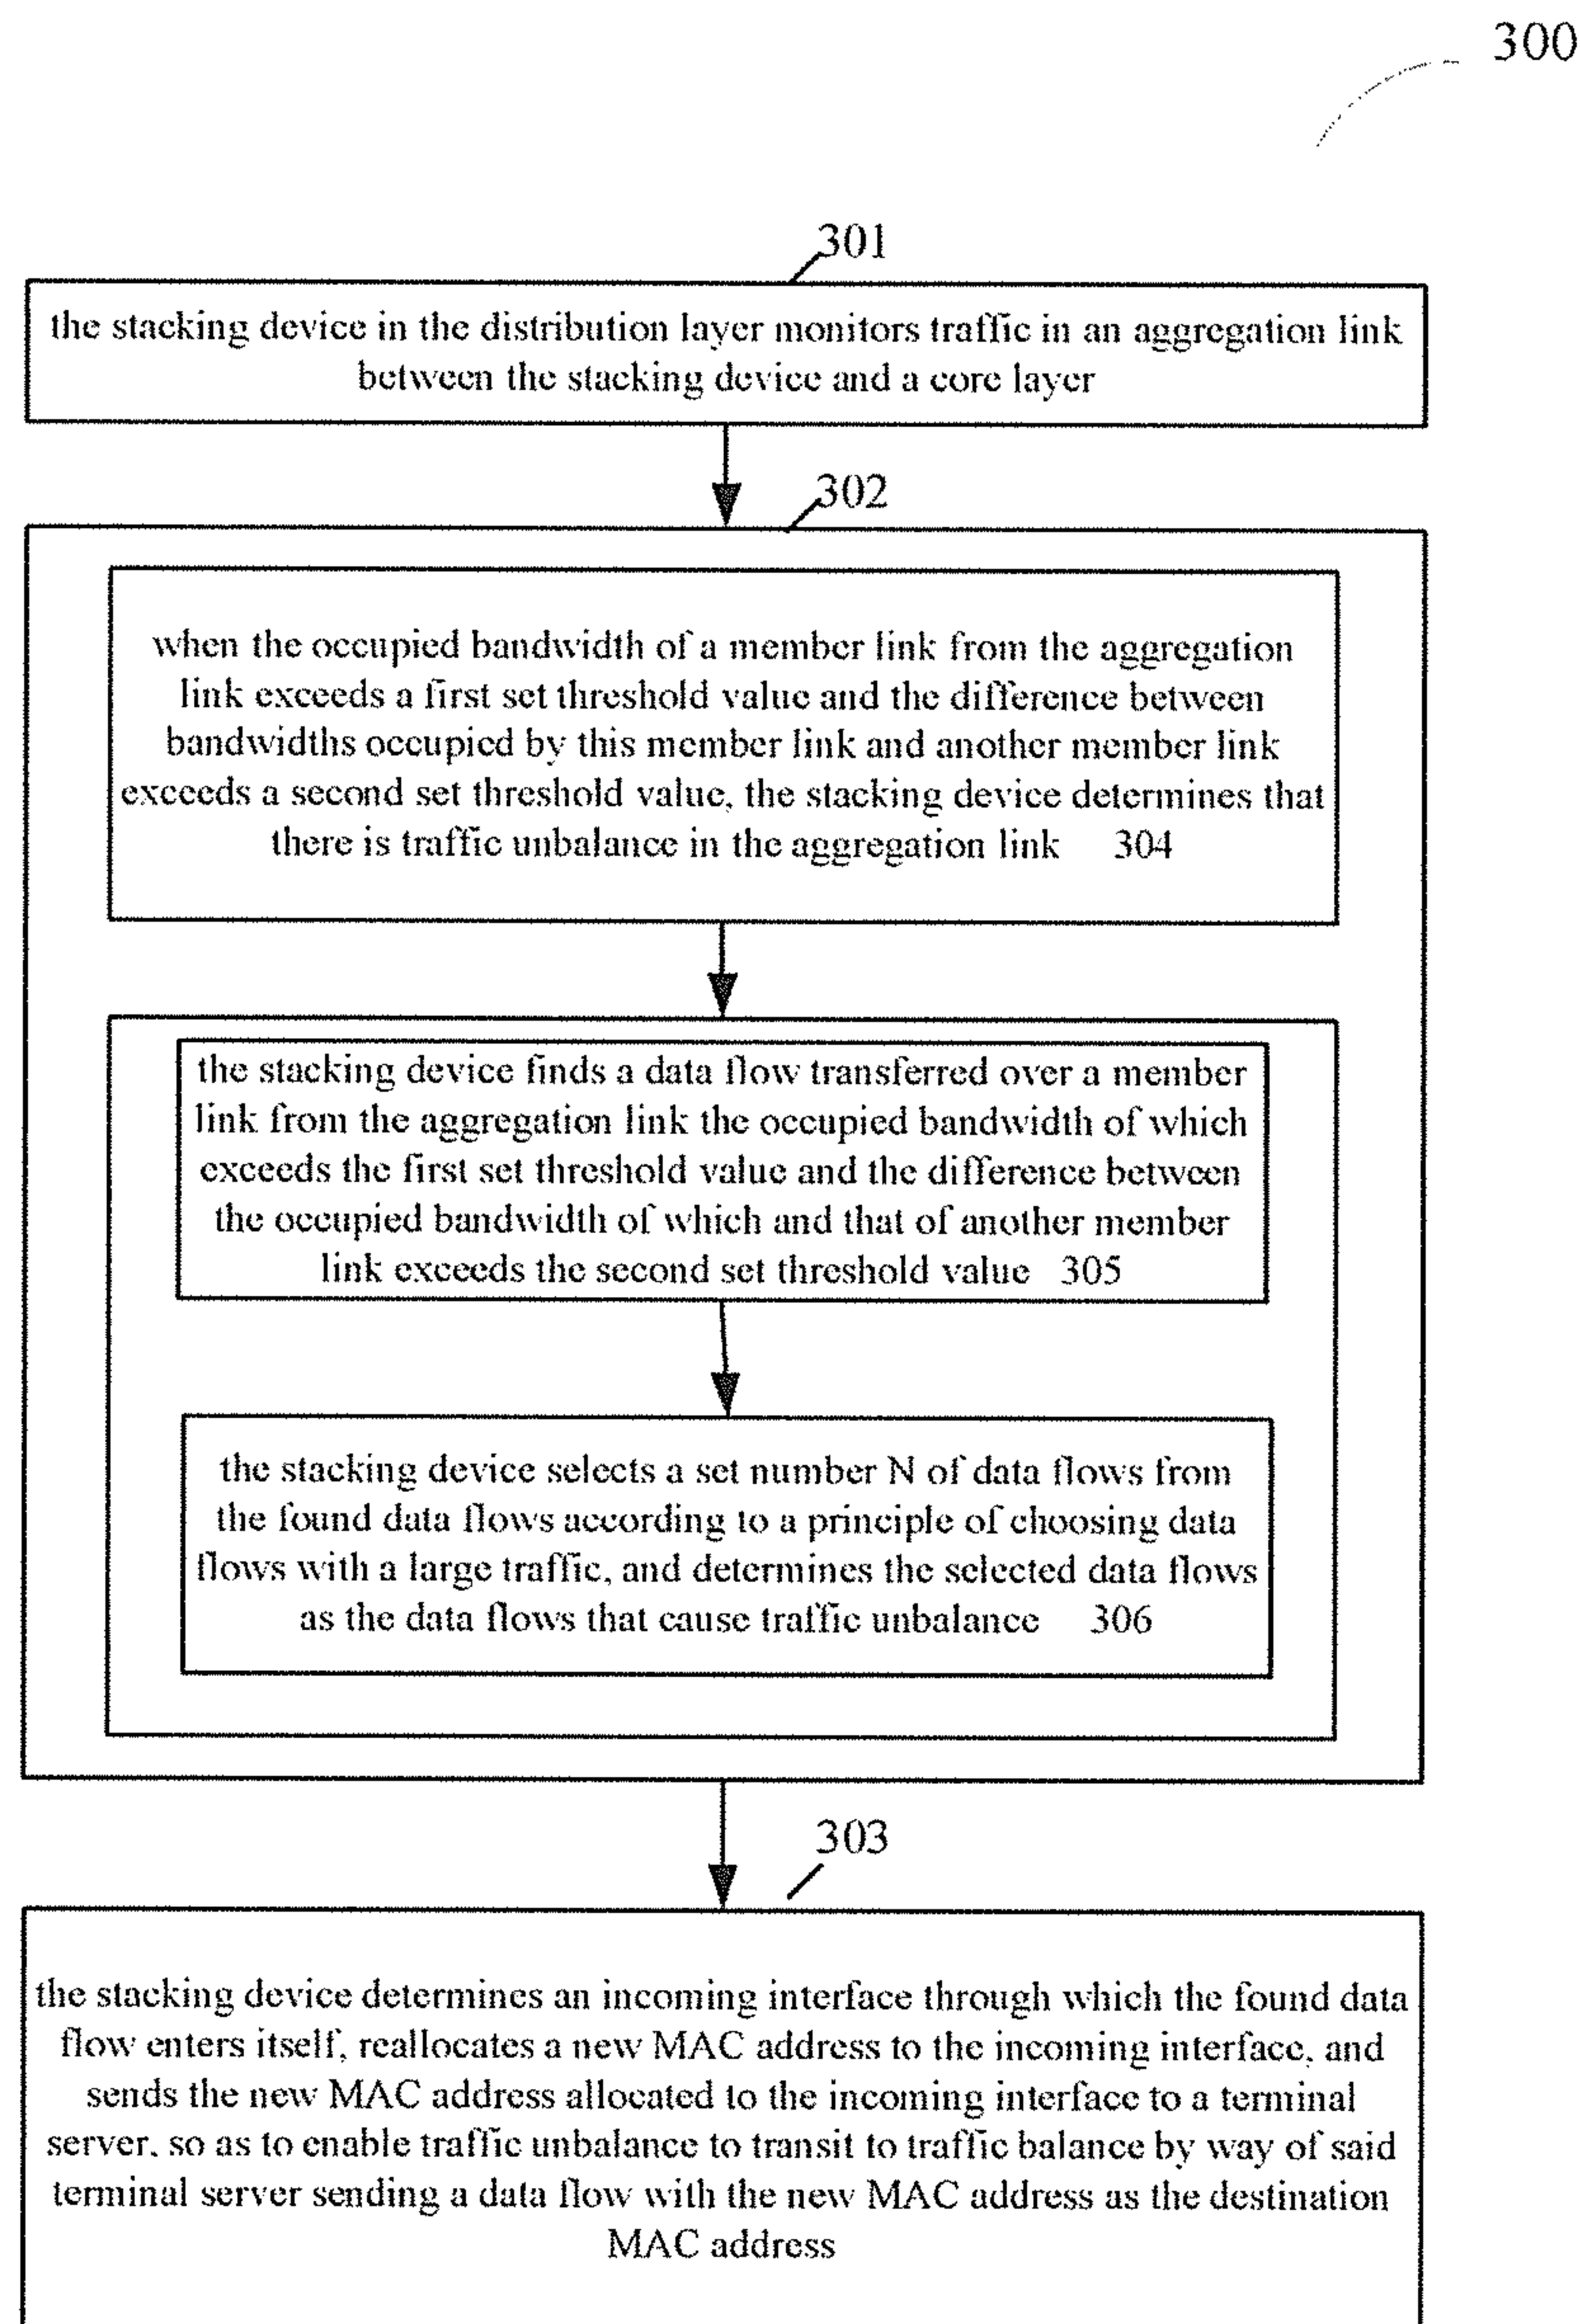 300
301
the stacking device in the distribution layer monitors traffic in an aggregation link
between the stacking device and a core layer
302
when the occupied bandwidth of a member link from the aggregation
link exceeds a first set threshold value and the difference between
bandwidths occupied by this member link and another member link
exceeds a second set threshold value, the stacking device determines that
there is traffic unbalance in the aggregation link 304
the stacking device finds a data flow transferred over a member
link from the aggregation link the occupied bandwidth of which
exceeds the first set threshold value and the difference between
the occupied bandwidth of which and that of another member
link exceeds the second set threshold value 305
the stacking device selects a set number N of data flows from
the found data flows according to a principle of choosing data
flows with a large traffic, and determines the selected data flows
as the data flows that cause traffic unbalance 306
303
the stacking device determines an incoming interface through which the found data
flow enters itself, reallocates a new MAC address to the incoming interface, and
sends the new MAC address allocated to the incoming interface to a terminal
server, so as to enable traffic unbalance to transit to traffic balance by way of said
terminal server sending a data flow with the new MAC address as the destination
MAC address